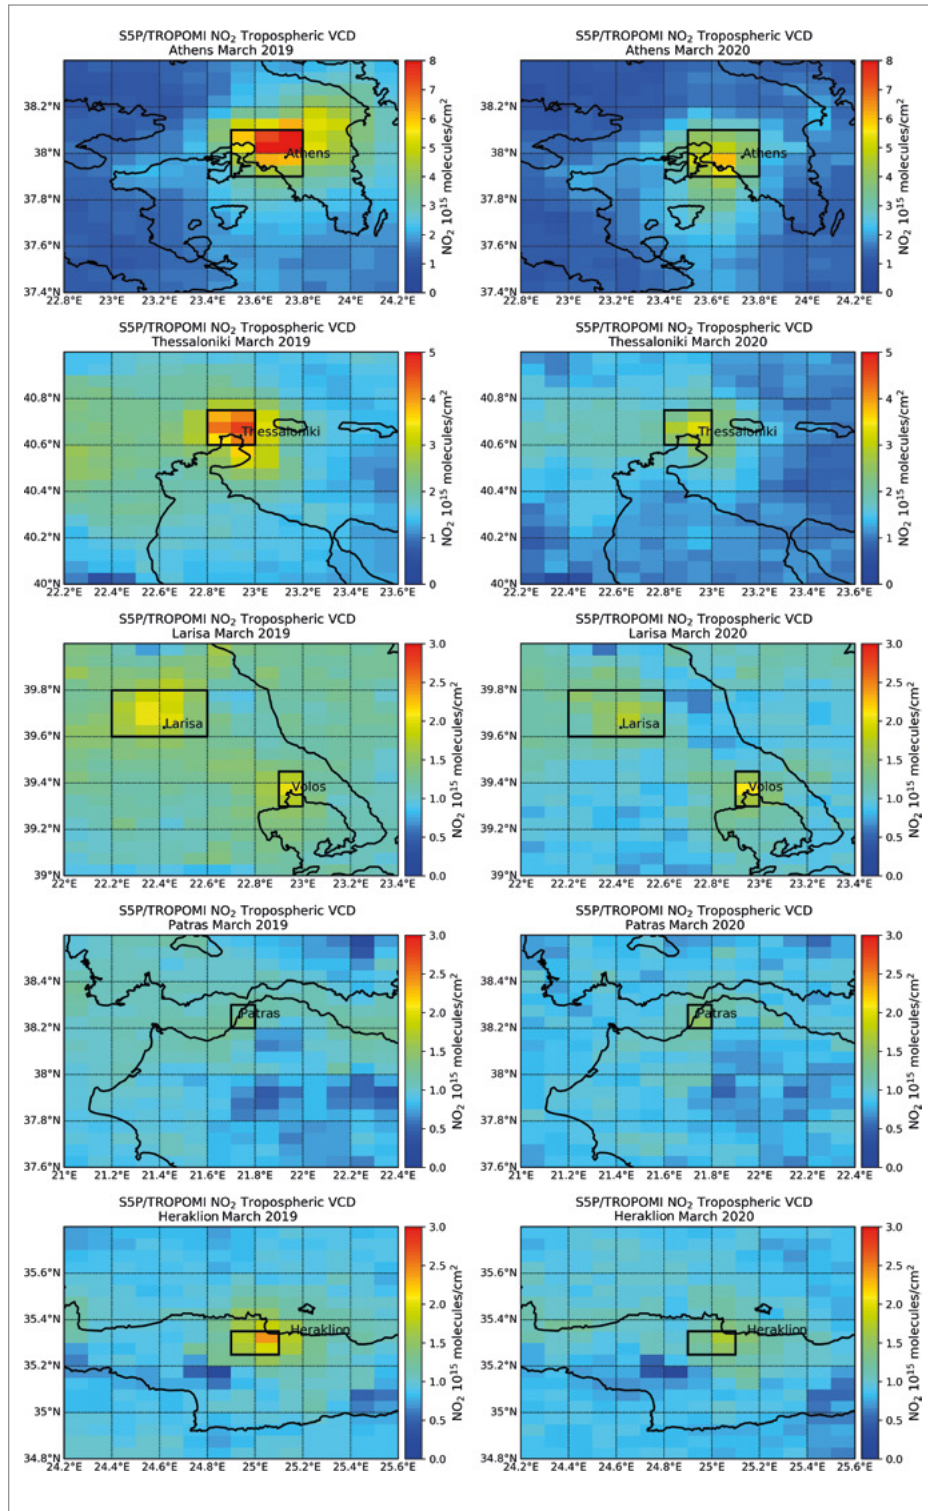 S5P/TROPOMI NO₂ Tropospheric VCD
Athens March 2019
38.2°N
38°N
37.8°N
37.6°N
37.4°N
22.8°E 23°E 23.2°E 23.4°E 23.6°E 23.8°E 24°E 24.2°E
Athens
8
7
6
5
4
3
2
1
0
NO₂ 10¹⁵ molecules/cm²
S5P/TROPOMI NO₂ Tropospheric VCD
Athens March 2020
38.2°N
38°N
37.8°N
37.6°N
37.4°N
22.8°E 23°E 23.2°E 23.4°E 23.6°E 23.8°E 24°E 24.2°E
Athens
8
7
6
5
4
3
2
1
0
NO₂ 10¹⁵ molecules/cm²
S5P/TROPOMI NO₂ Tropospheric VCD
Thessaloniki March 2019
40.8°N
40.6°N
40.4°N
40.2°N
40°N
22.2°E 22.4°E 22.6°E 22.8°E 23°E 23.2°E 23.4°E 23.6°E
Thessaloniki
5
4
3
2
1
0
NO₂ 10¹⁵ molecules/cm²
S5P/TROPOMI NO₂ Tropospheric VCD
Thessaloniki March 2020
40.8°N
40.6°N
40.4°N
40.2°N
40°N
22.2°E 22.4°E 22.6°E 22.8°E 23°E 23.2°E 23.4°E 23.6°E
Thessaloniki
5
4
3
2
1
0
NO₂ 10¹⁵ molecules/cm²
S5P/TROPOMI NO₂ Tropospheric VCD
Larisa March 2019
39.8°N
39.6°N
39.4°N
39.2°N
39°N
22°E 22.2°E 22.4°E 22.6°E 22.8°E 23°E 23.2°E 23.4°E
Larisa
Volos
3.0
2.5
2.0
1.5
1.0
0.5
0.0
NO₂ 10¹⁵ molecules/cm²
S5P/TROPOMI NO₂ Tropospheric VCD
Larisa March 2020
39.8°N
39.6°N
39.4°N
39.2°N
39°N
22°E 22.2°E 22.4°E 22.6°E 22.8°E 23°E 23.2°E 23.4°E
Larisa
Volos
3.0
2.5
2.0
1.5
1.0
0.5
0.0
NO₂ 10¹⁵ molecules/cm²
S5P/TROPOMI NO₂ Tropospheric VCD
Patras March 2019
38.4°N
38.2°N
38°N
37.8°N
37.6°N
21°E 21.2°E 21.4°E 21.6°E 21.8°E 22°E 22.2°E 22.4°E
Patras
3.0
2.5
2.0
1.5
1.0
0.5
0.0
NO₂ 10¹⁵ molecules/cm²
S5P/TROPOMI NO₂ Tropospheric VCD
Patras March 2020
38.4°N
38.2°N
38°N
37.8°N
37.6°N
21°E 21.2°E 21.4°E 21.6°E 21.8°E 22°E 22.2°E 22.4°E
Patras
3.0
2.5
2.0
1.5
1.0
0.5
0.0
NO₂ 10¹⁵ molecules/cm²
S5P/TROPOMI NO₂ Tropospheric VCD
Heraklion March 2019
35.6°N
35.4°N
35.2°N
35°N
34.8°N
24.2°E 24.4°E 24.6°E 24.8°E 25°E 25.2°E 25.4°E 25.6°E
Heraklion
3.0
2.5
2.0
1.5
1.0
0.5
0.0
NO₂ 10¹⁵ molecules/cm²
S5P/TROPOMI NO₂ Tropospheric VCD
Heraklion March 2020
35.6°N
35.4°N
35.2°N
35°N
34.8°N
24.2°E 24.4°E 24.6°E 24.8°E 25°E 25.2°E 25.4°E 25.6°E
Heraklion
3.0
2.5
2.0
1.5
1.0
0.5
0.0
NO₂ 10¹⁵ molecules/cm²